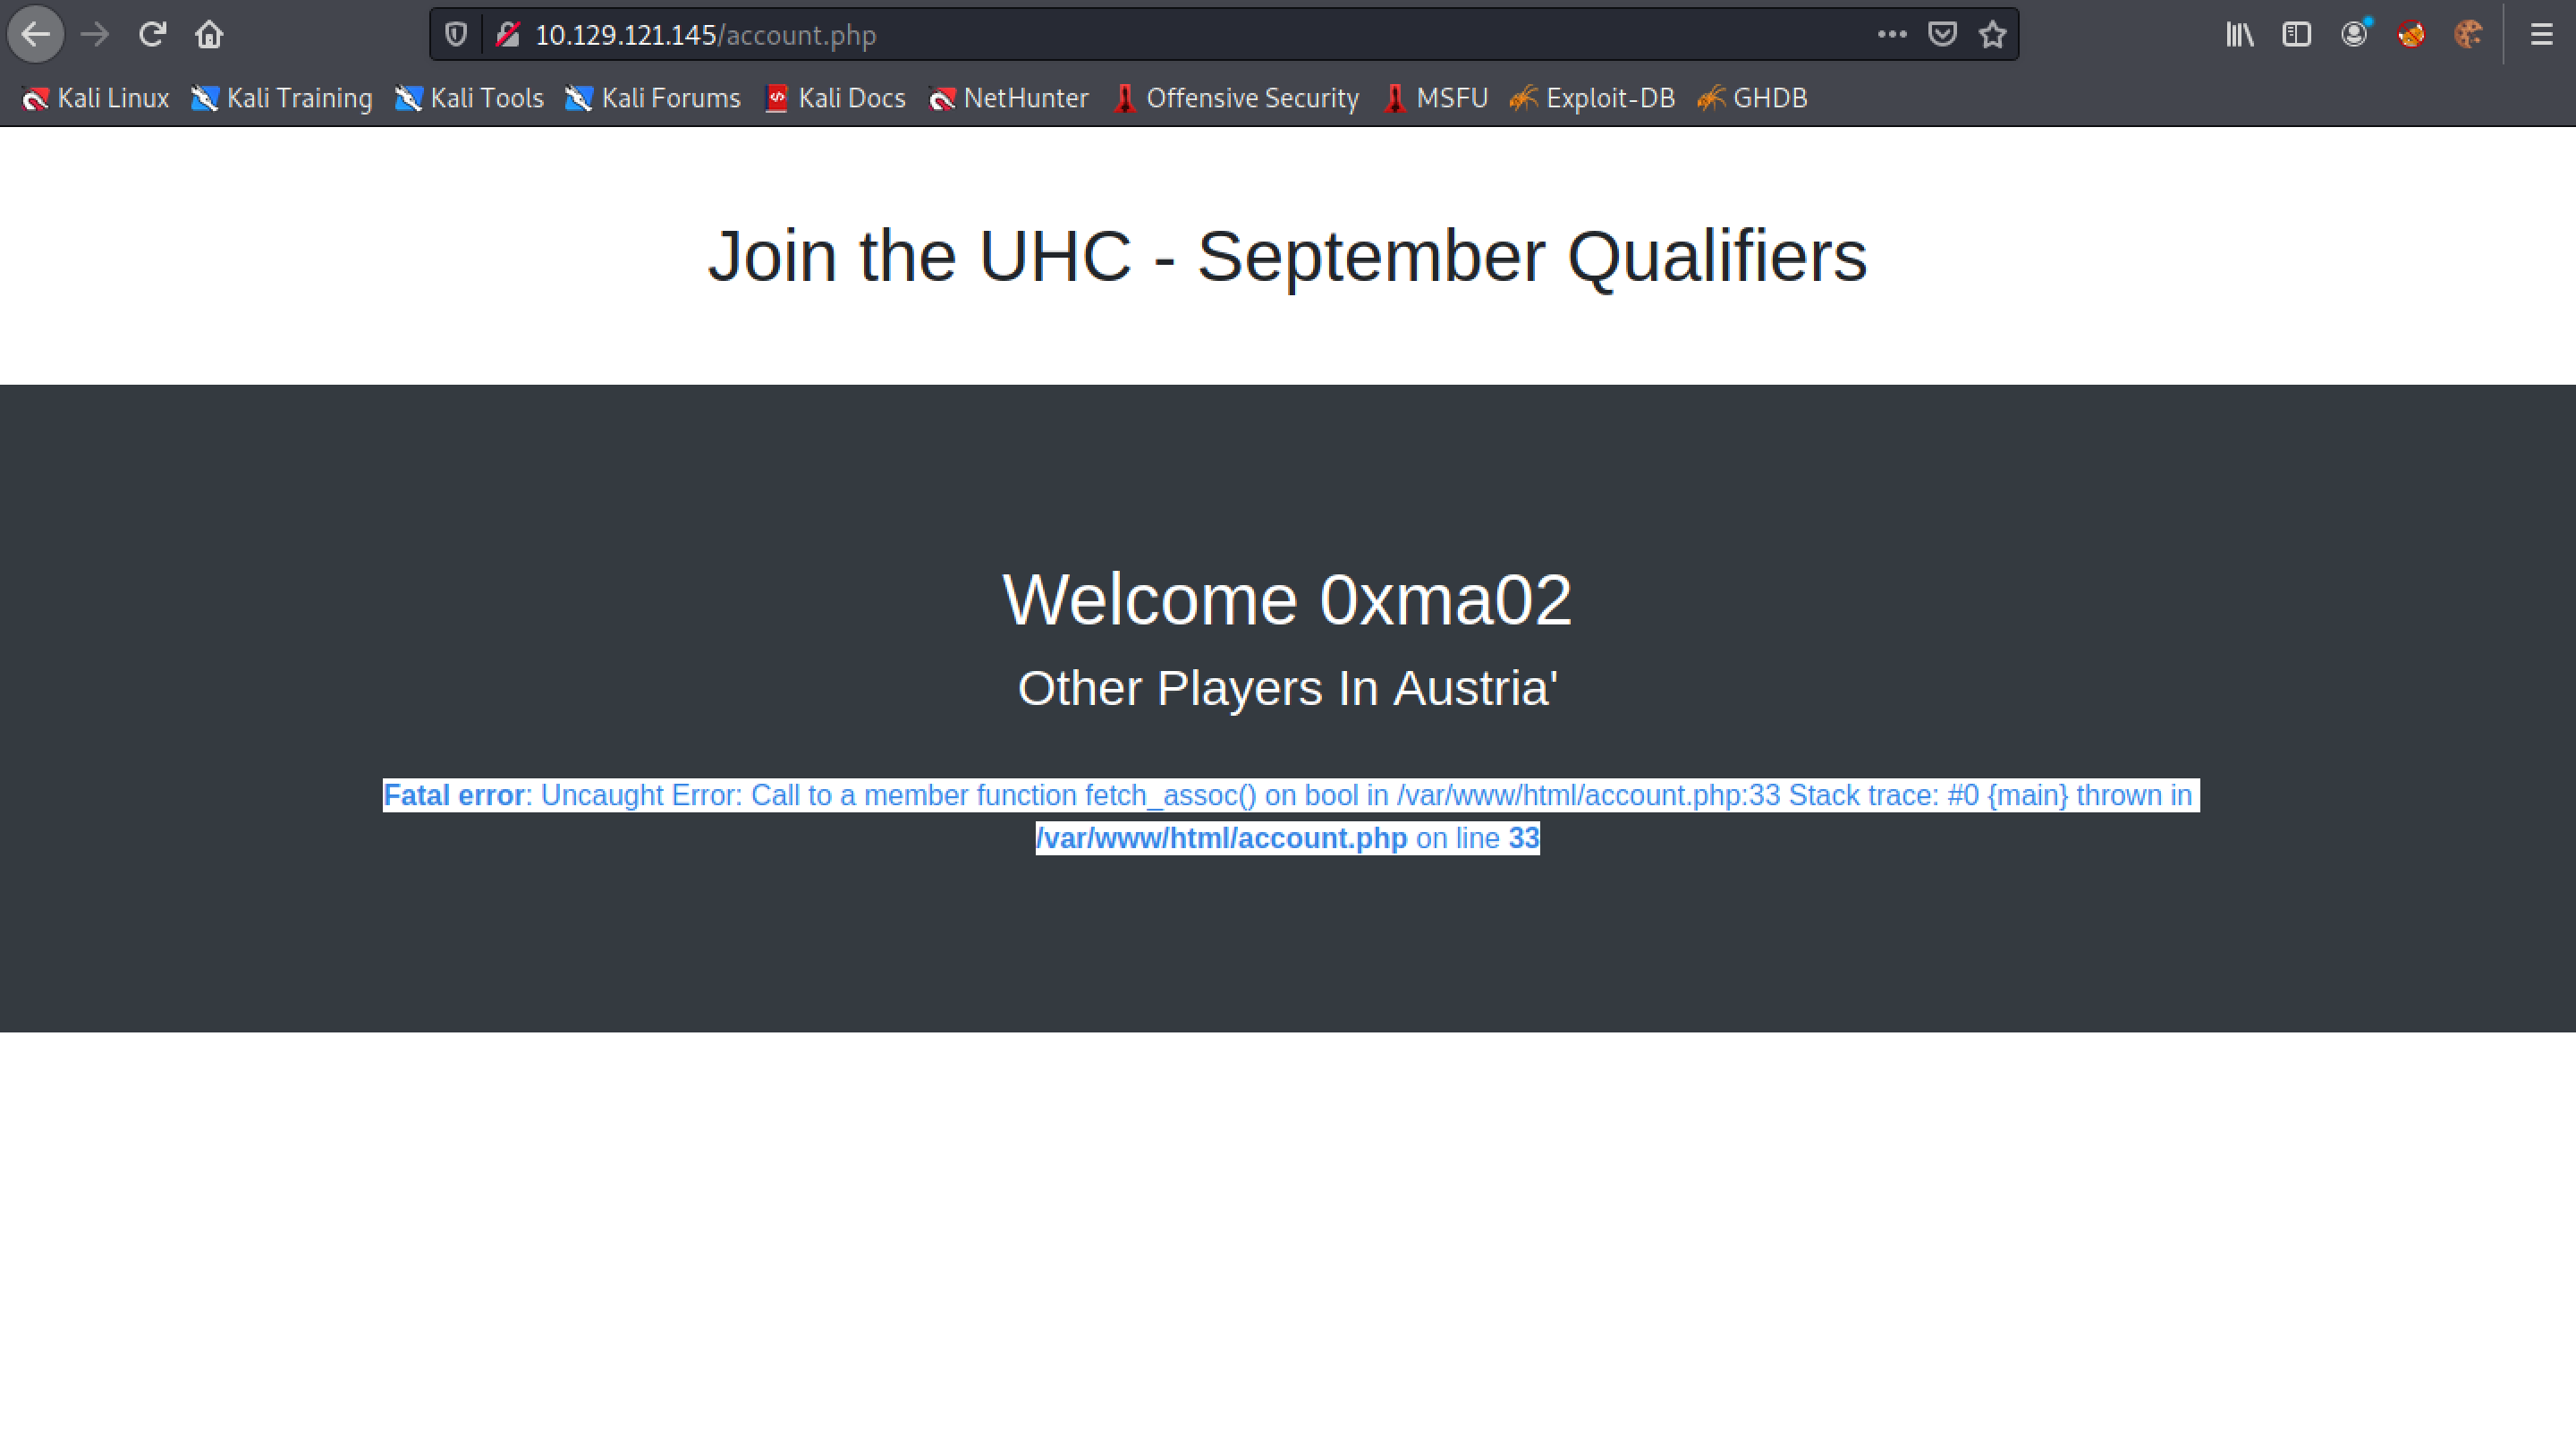 10.129.121.145/account.php
Kali Linux Kali Training Kali Tools Kali Forums Kali Docs NetHunter Offensive Security MSFU Exploit-DB GHDB
Join the UHC - September Qualifiers
Welcome 0xma02
Other Players In Austria'
Fatal error: Uncaught Error: Call to a member function fetch_assoc() on bool in /var/www/html/account.php:33 Stack trace: #0 {main} thrown in
/var/www/html/account.php on line 33